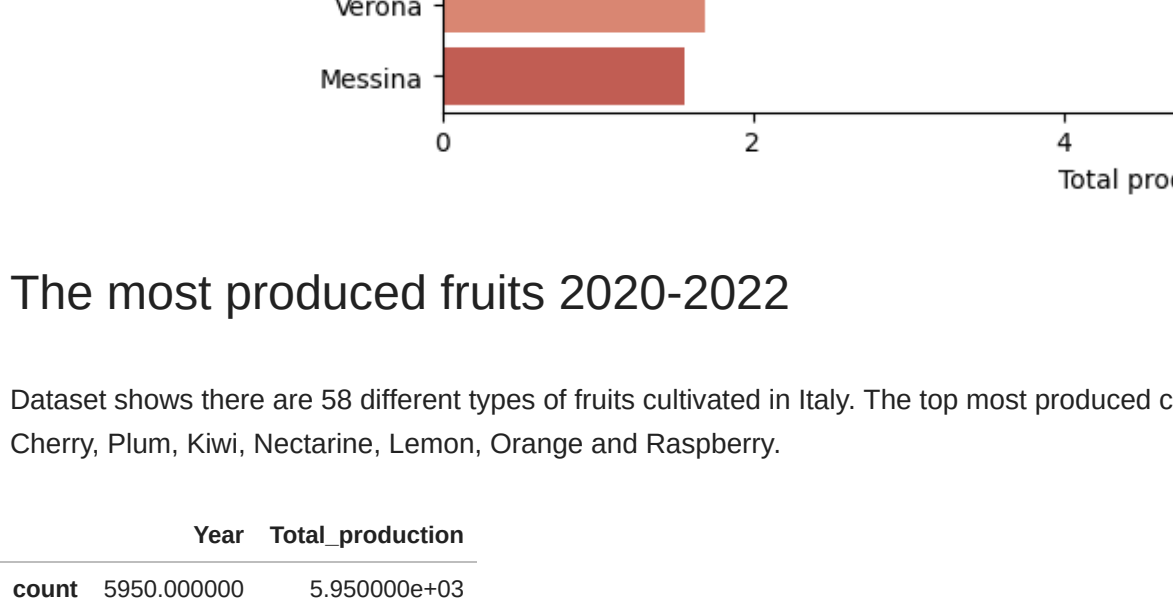 Verona
Messina
0 2 4
Total
The most produced fruits 2020-2022
Dataset shows there are 58 different types of fruits cultivated in Italy. The top most produced
Cherry, Plum, Kiwi, Nectarine, Lemon, Orange and Raspberry.
Year Total_production
count 5950.000000 5.950000e+03